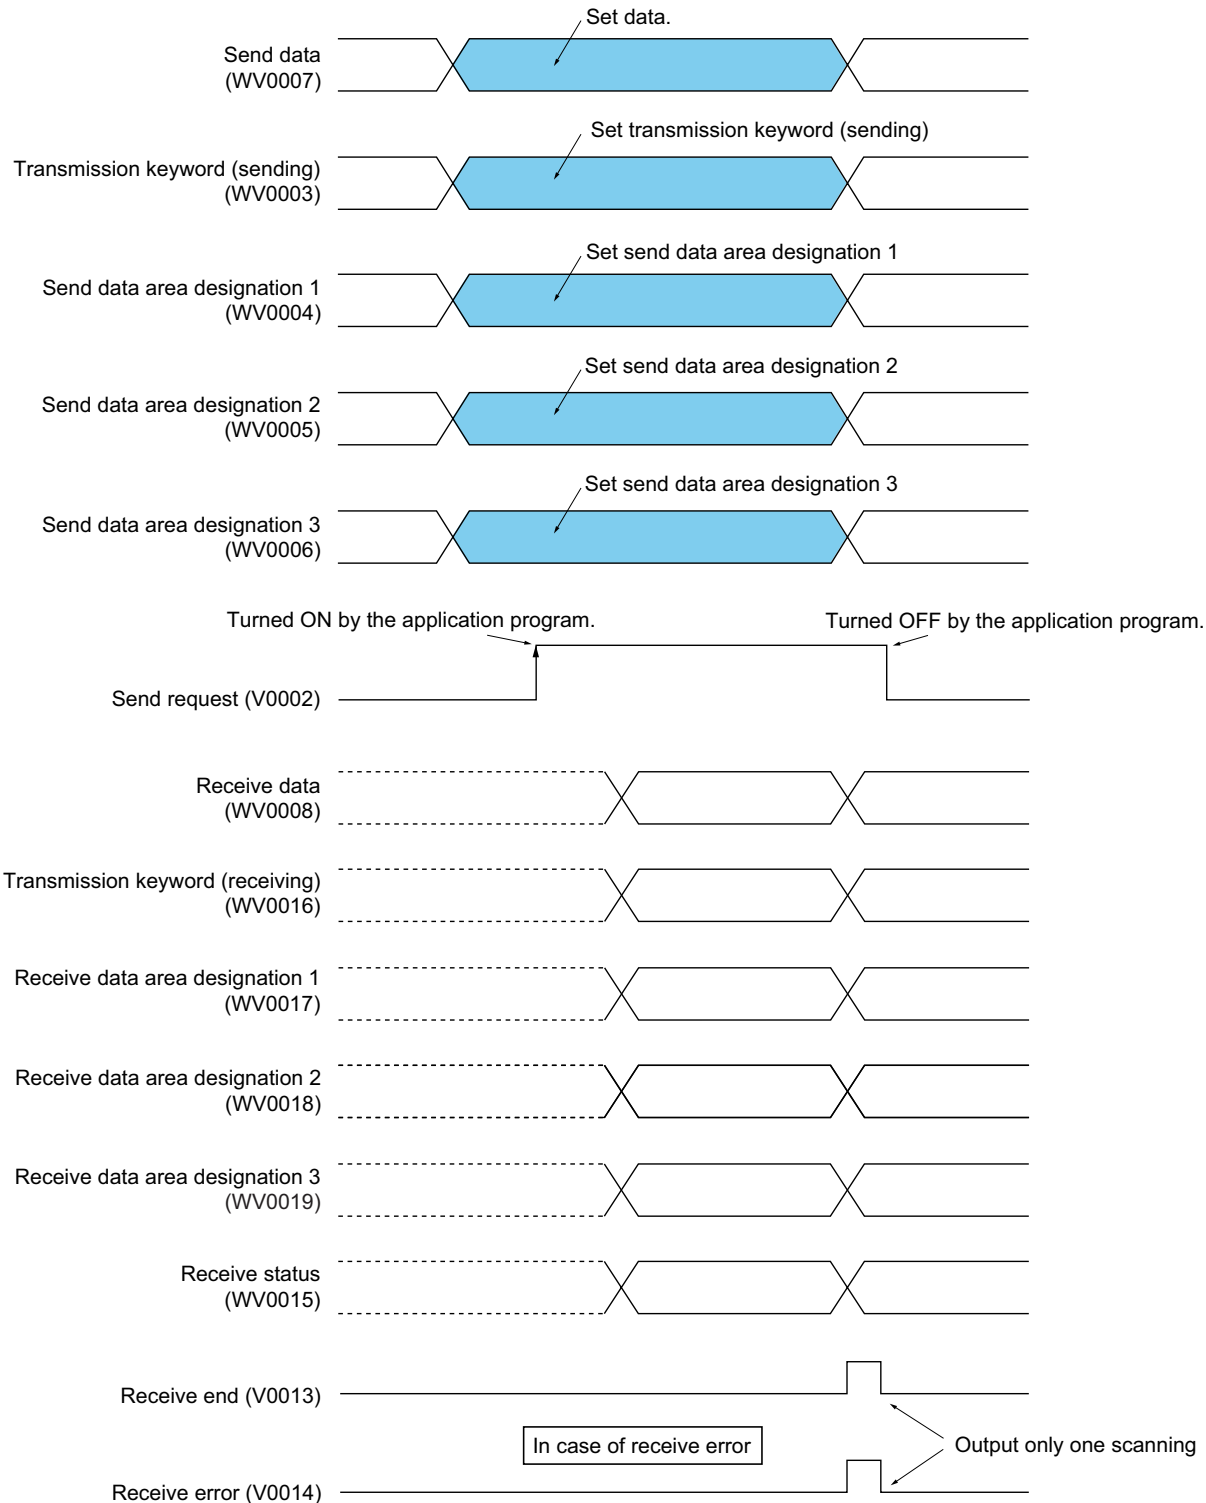 Set data.
Send data
(WV0007)
Set transmission keyword (sending)
Transmission keyword (sending)
(WV0003)
Set send data area designation 1
Send data area designation 1
(WV0004)
Set send data area designation 2
Send data area designation 2
(WV0005)
Set send data area designation 3
Send data area designation 3
(WV0006)
Turned ON by the application program.
Turned OFF by the application program.
Send request (V0002)
Receive data
(WV0008)
Transmission keyword (receiving)
(WV0016)
Receive data area designation 1
(WV0017)
Receive data area designation 2
(WV0018)
Receive data area designation 3
(WV0019)
Receive status
(WV0015)
Receive end (V0013)
In case of receive error
Output only one scanning
Receive error (V0014)